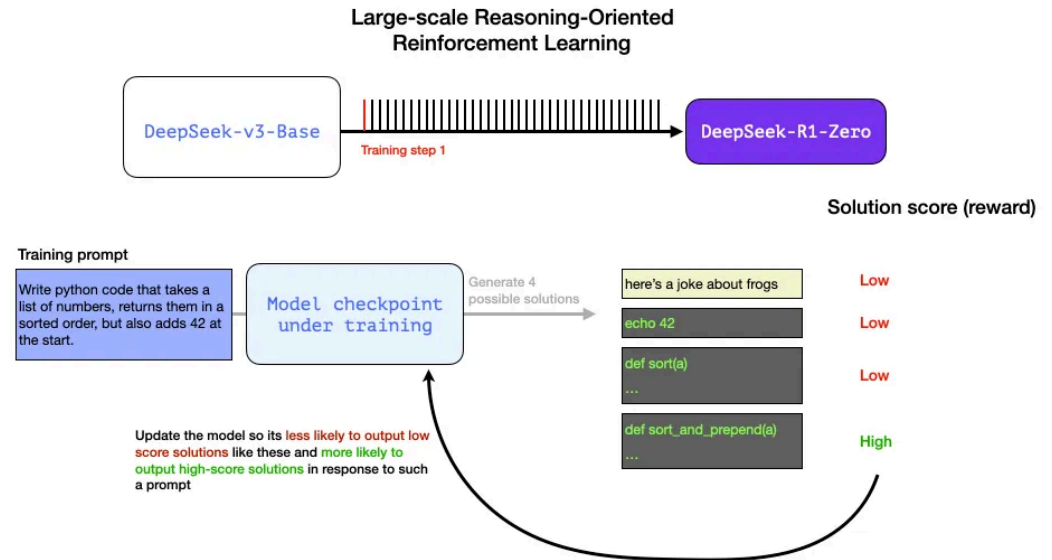 Large-scale Reasoning-Oriented
Reinforcement Learning
DeepSeek-v3-Base
Training step 1
DeepSeek-R1-Zero
Solution score (reward)
Training prompt
Write python code that takes a
list of numbers, returns them in a
sorted order, but also adds 42 at
the start.
Model checkpoint
under training
Generate 4
possible solutions
here's a joke about frogs
Low
echo 42
Low
def sort(a)
...
Low
def sort_and_prepend(a)
...
High
Update the model so its less likely to output low
score solutions like these and more likely to
output high-score solutions in response to such
a prompt